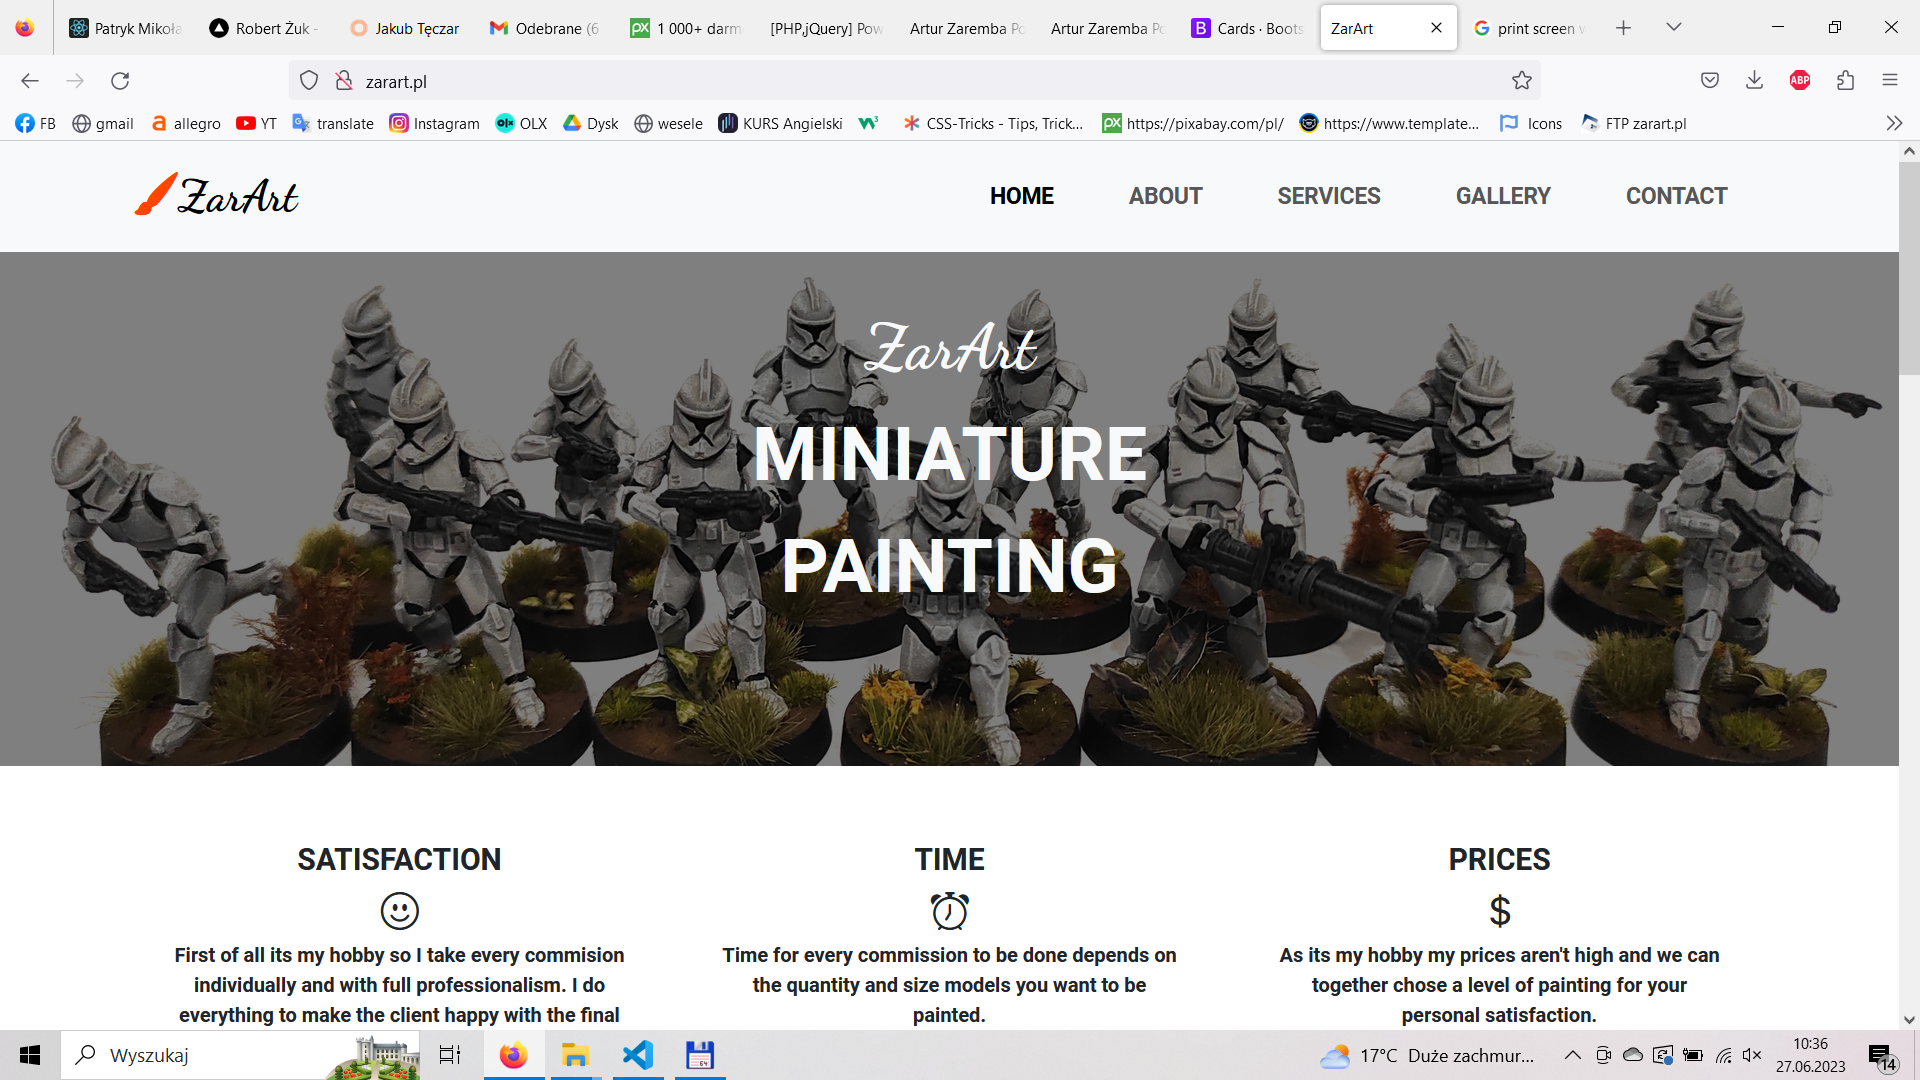 Patryk Mikoła
Robert Żuk -
Jakub Tęczar
Odebrane (6
1 000+ darm
[PHP,jQuery] Pow
Artur Zaremba Po
Artur Zaremba Po
Cards · Boots
ZarArt
print screen w
zarart.pl
ABP
FB
gmail
allegro
YT
translate
Instagram
OLX
Dysk
wesele
KURS Angielski
CSS-Tricks - Tips, Trick...
https://pixabay.com/pl/
https://www.template...
Icons
FTP zarart.pl
ZarArt
HOME
ABOUT
SERVICES
GALLERY
CONTACT
ZarArt
MINIATURE
PAINTING
SATISFACTION
First of all its my hobby so I take every commision
individually and with full professionalism. I do
everything to make the client happy with the final
TIME
Time for every commission to be done depends on
the quantity and size models you want to be
painted.
PRICES
$
As its my hobby my prices aren't high and we can
together chose a level of painting for your
personal satisfaction.
Wyszukaj
17°C Duże zachmur...
10:36
27.06.2023
14